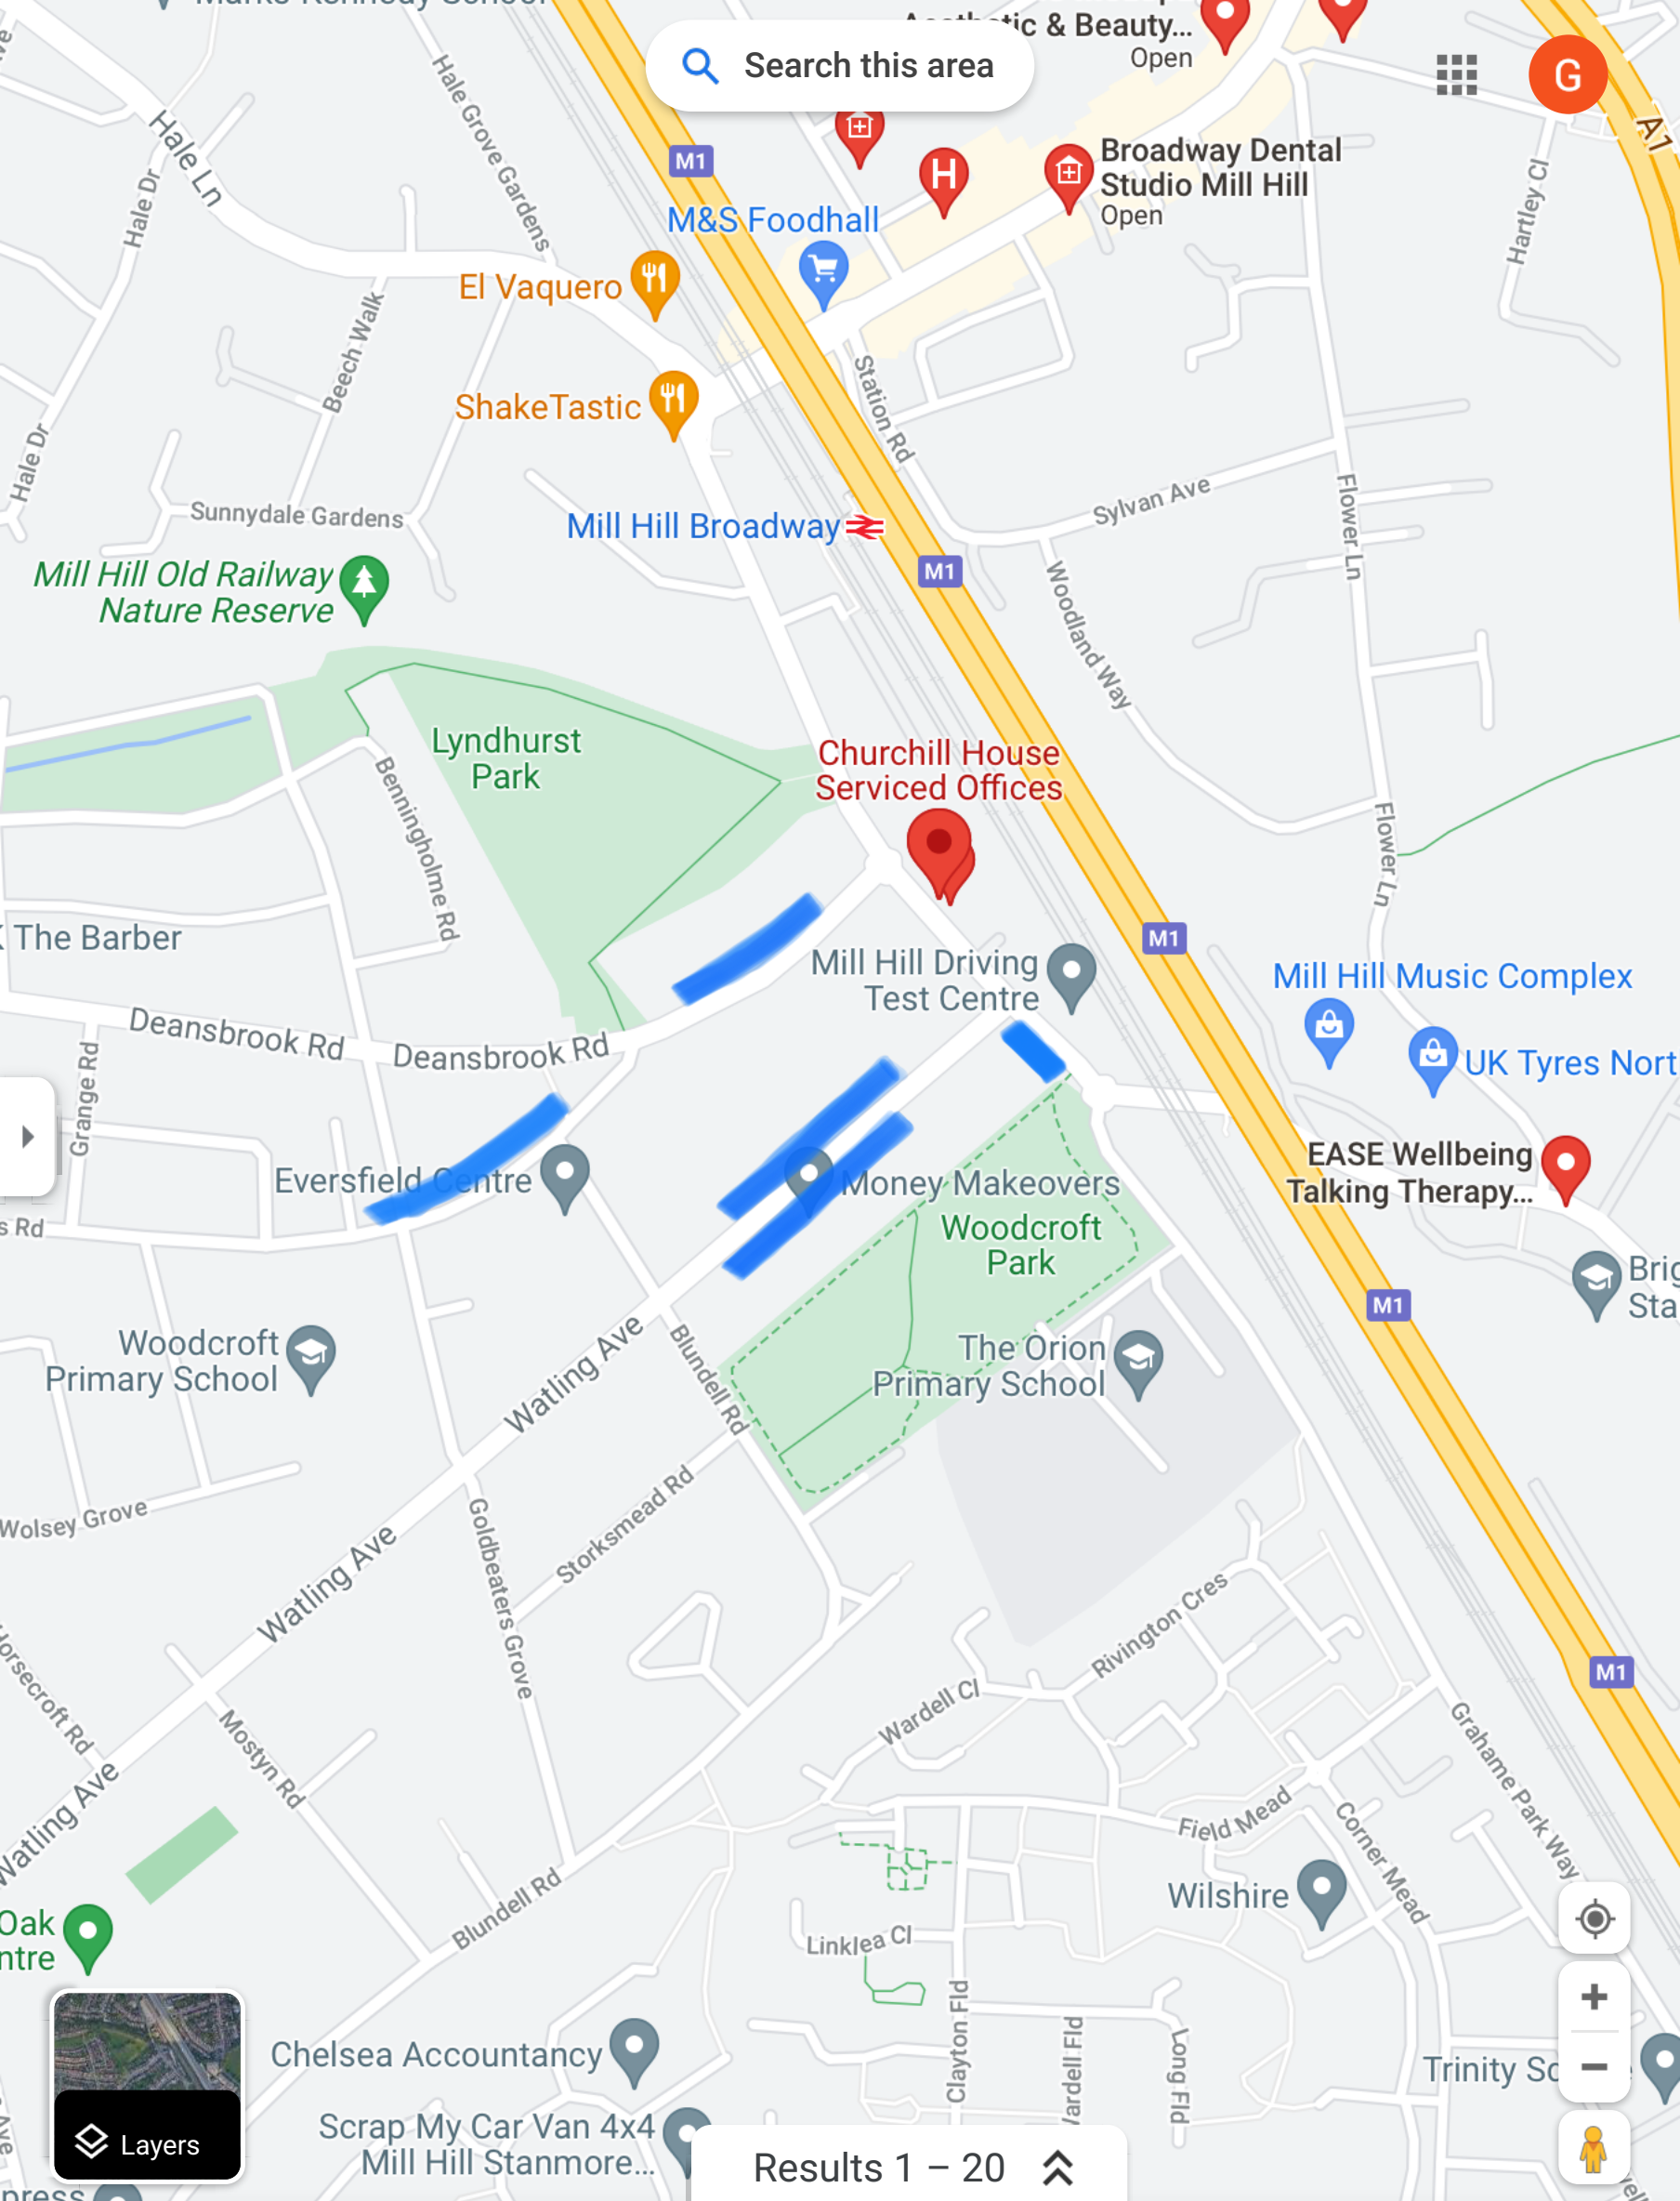 Search this area
G
Open
M1
Hale Grove Gardens
A1
Hale Ln
Hale Dr
H
Broadway Dental
Studio Mill Hill
Open
Hartley Cl
M&S Foodhall
El Vaquero
Beech Walk
ShakeTastic
Station Rd
Hale Dr
Sylvan Ave
Flower Ln
Sunnydale Gardens
Mill Hill Broadway
M1
Mill Hill Old Railway
Nature Reserve
Woodland Way
Lyndhurst
Park
Churchill House
Serviced Offices
Benningholme Rd
Flower Ln
The Barber
M1
Mill Hill Driving
Test Centre
Mill Hill Music Complex
Deansbrook Rd
Deansbrook Rd
UK Tyres Nort
Grange Rd
EASE Wellbeing
Talking Therapy...
Eversfield Centre
Money Makeovers
Woodcroft
Park
s Rd
M1
Woodcroft
Primary School
The Orion
Primary School
Watling Ave
Blundell Rd
Storksmead Rd
Wolsey Grove
Goldbeaters Grove
Watling Ave
Rivington Cres
M1
Horsecroft Rd
Wardell Cl
Mostyn Rd
Grahame Park Way
Watling Ave
Field Mead
Corner Mead
Wilshire
Blundell Rd
Oak
ntre
Linklea Cl
Clayton Fld
Long Fld
Chelsea Accountancy
Trinity Sc
Scrap My Car Van 4x4
Mill Hill Stanmore...
Layers
Results 1 – 20
press